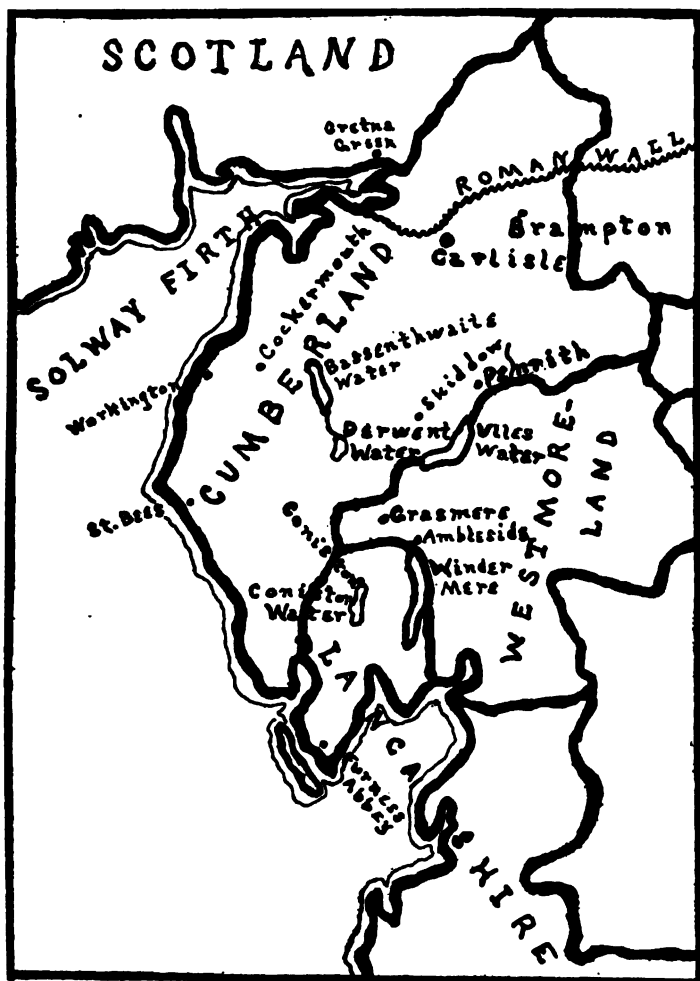 SCOTLAND
Gretna
Green
ROMAN WALL
Brampton
Carlisle
SOLWAY FIRTH
Cockermouth
CUMBERLAND
Bassenthwaite
Water
Skiddow
Penrith
Workington
Derwent
Water
Ulles
Water
WESTMORE-
LAND
St. Bees
Grasmere
Ambleside
Winder
Mere
Coniston
Water
LANCASHIRE
Furness
Abbey